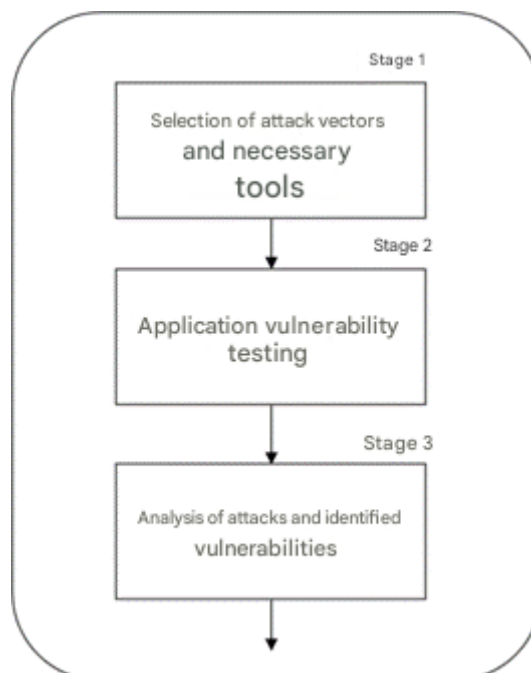 Stage 1
Selection of attack vectors
and necessary
tools
Stage 2
Application vulnerability
testing
Stage 3
Analysis of attacks and identified
vulnerabilities